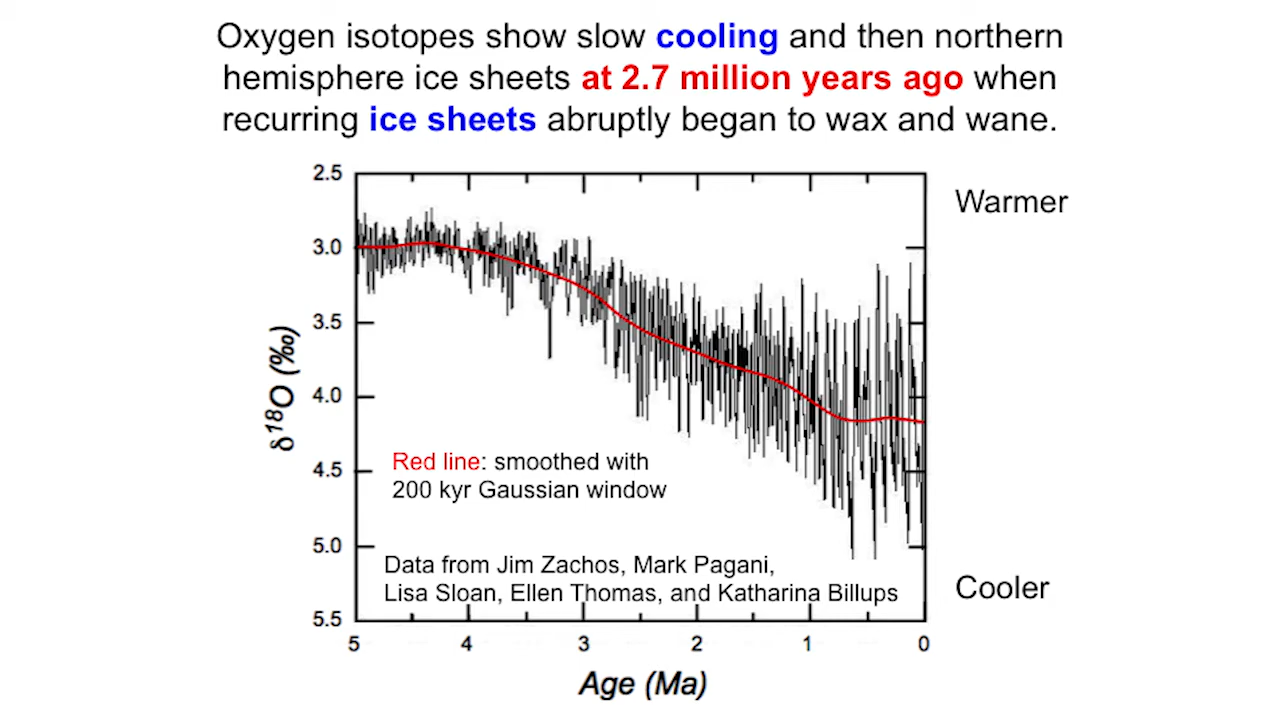 Oxygen isotopes show slow cooling and then northern
hemisphere ice sheets at 2.7 million years ago when
recurring ice sheets abruptly began to wax and wane.
2.5
Warmer
3.0
3.5
δ¹⁸O (‰)
4.0
Red line: smoothed with
4.5
200 kyr Gaussian window
5.0
Data from Jim Zachos, Mark Pagani,
Lisa Sloan, Ellen Thomas, and Katharina Billups
Cooler
5.5
5 4 3 2 1 0
Age (Ma)